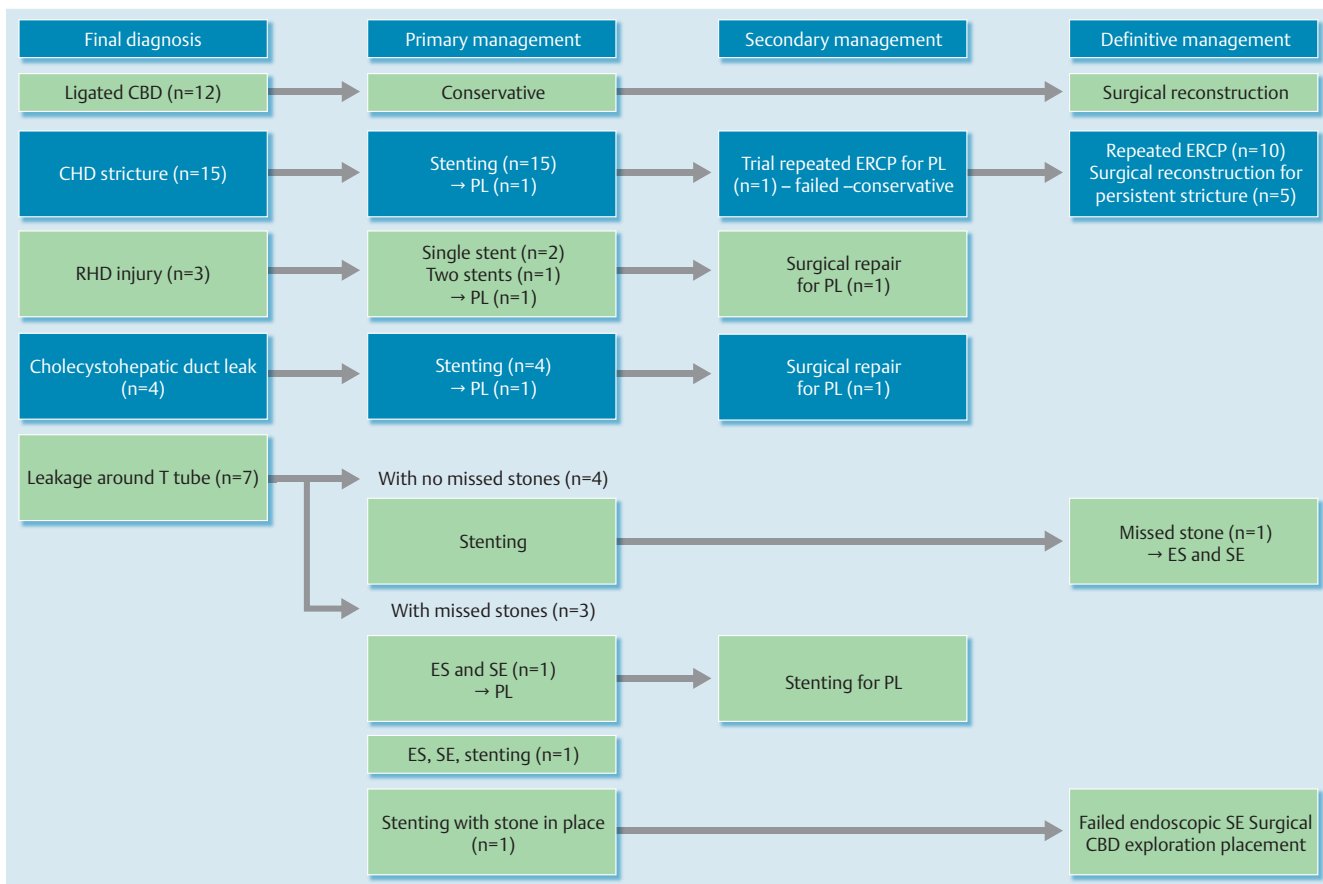 Final diagnosis
Primary management
Secondary management
Definitive management
Ligated CBD (n=12)
Conservative
Surgical reconstruction
CHD stricture (n=15)
Stenting (n=15)
→ PL (n=1)
Trial repeated ERCP for PL
(n=1) – failed –conservative
Repeated ERCP (n=10)
Surgical reconstruction for
persistent stricture (n=5)
RHD injury (n=3)
Single stent (n=2)
Two stents (n=1)
→ PL (n=1)
Surgical repair
for PL (n=1)
Cholecystohepatic duct leak
(n=4)
Stenting (n=4)
→ PL (n=1)
Surgical repair
for PL (n=1)
Leakage around T tube (n=7)
With no missed stones (n=4)
Stenting
Missed stone (n=1)
→ ES and SE
With missed stones (n=3)
ES and SE (n=1)
→ PL
Stenting for PL
ES, SE, stenting (n=1)
Stenting with stone in place
(n=1)
Failed endoscopic SE Surgical
CBD exploration placement